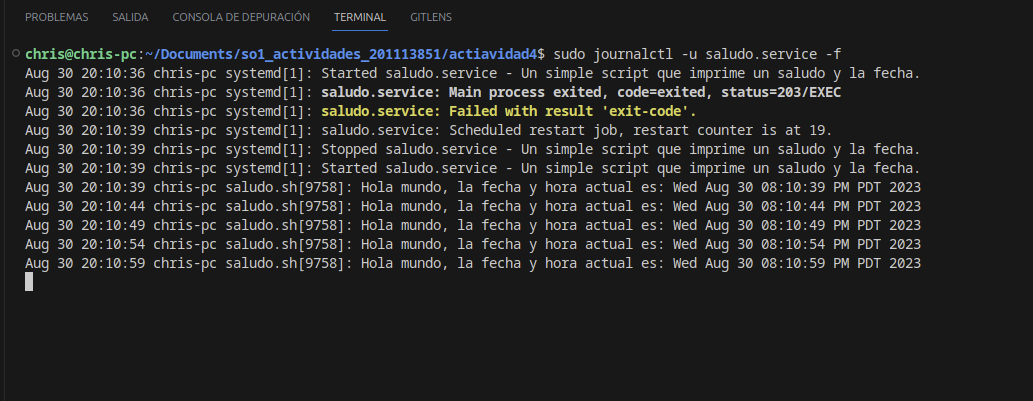 PROBLEMAS SALIDA CONSOLA DE DEPURACIÓN TERMINAL GITLENS
chris@chris-pc:~/Documents/so1_actividades_201113851/actiavidad4$ sudo journalctl -u saludo.service -f
Aug 30 20:10:36 chris-pc systemd[1]: Started saludo.service - Un simple script que imprime un saludo y la fecha.
Aug 30 20:10:36 chris-pc systemd[1]: saludo.service: Main process exited, code=exited, status=203/EXEC
Aug 30 20:10:36 chris-pc systemd[1]: saludo.service: Failed with result 'exit-code'.
Aug 30 20:10:39 chris-pc systemd[1]: saludo.service: Scheduled restart job, restart counter is at 19.
Aug 30 20:10:39 chris-pc systemd[1]: Stopped saludo.service - Un simple script que imprime un saludo y la fecha.
Aug 30 20:10:39 chris-pc systemd[1]: Started saludo.service - Un simple script que imprime un saludo y la fecha.
Aug 30 20:10:39 chris-pc saludo.sh[9758]: Hola mundo, la fecha y hora actual es: Wed Aug 30 08:10:39 PM PDT 2023
Aug 30 20:10:44 chris-pc saludo.sh[9758]: Hola mundo, la fecha y hora actual es: Wed Aug 30 08:10:44 PM PDT 2023
Aug 30 20:10:49 chris-pc saludo.sh[9758]: Hola mundo, la fecha y hora actual es: Wed Aug 30 08:10:49 PM PDT 2023
Aug 30 20:10:54 chris-pc saludo.sh[9758]: Hola mundo, la fecha y hora actual es: Wed Aug 30 08:10:54 PM PDT 2023
Aug 30 20:10:59 chris-pc saludo.sh[9758]: Hola mundo, la fecha y hora actual es: Wed Aug 30 08:10:59 PM PDT 2023